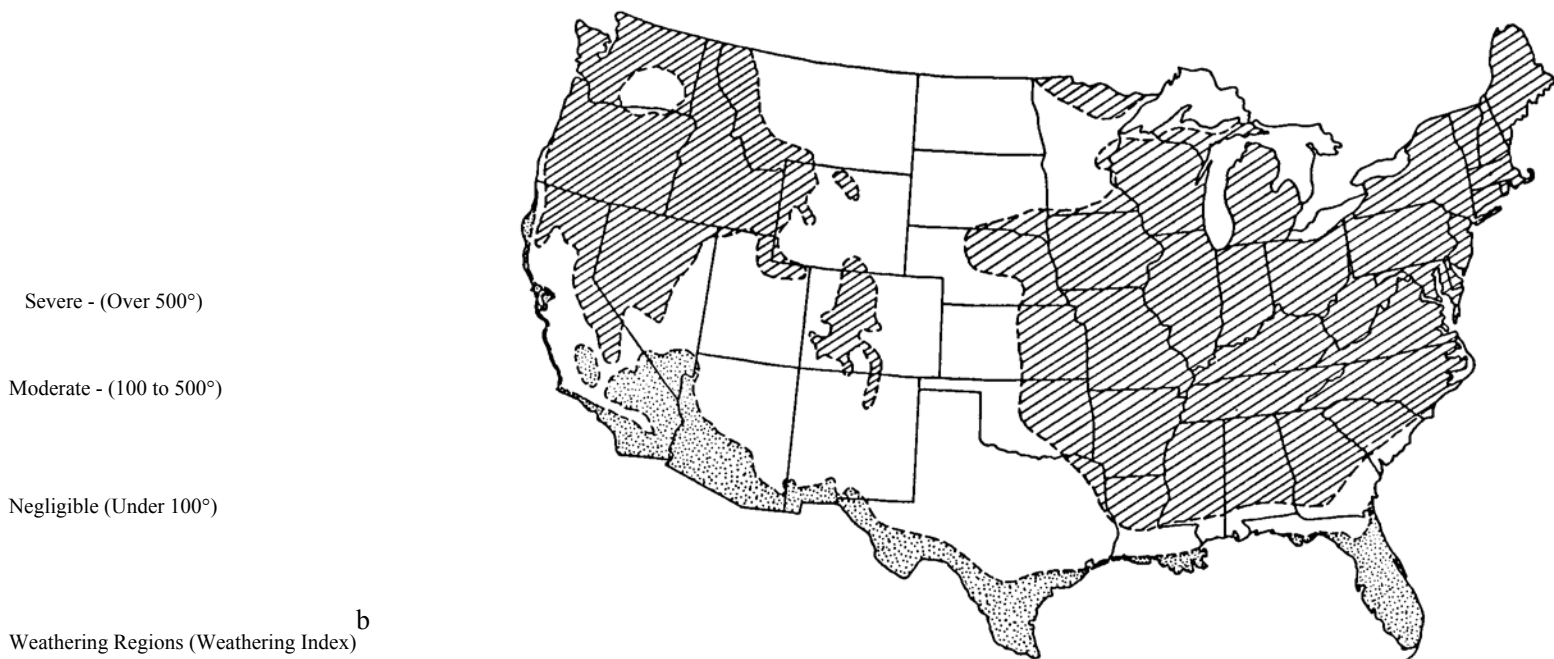 Severe - (Over 500°)
Moderate - (100 to 500°)
Negligible (Under 100°)
Weathering Regions (Weathering Index)b